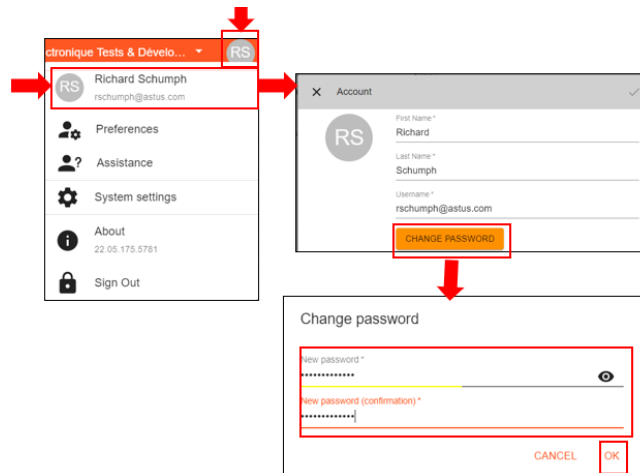 ctronique Tests & Dévelo...
RS
RS
Richard Schumph
rschumph@astus.com
Preferences
Assistance
System settings
About
22.05.175.5781
Sign Out
Account
RS
First Name *
Richard
Last Name *
Schumph
Username *
rschumph@astus.com
CHANGE PASSWORD
Change password
New password *
•••••••••••••
New password (confirmation) *
•••••••••••••
CANCEL OK